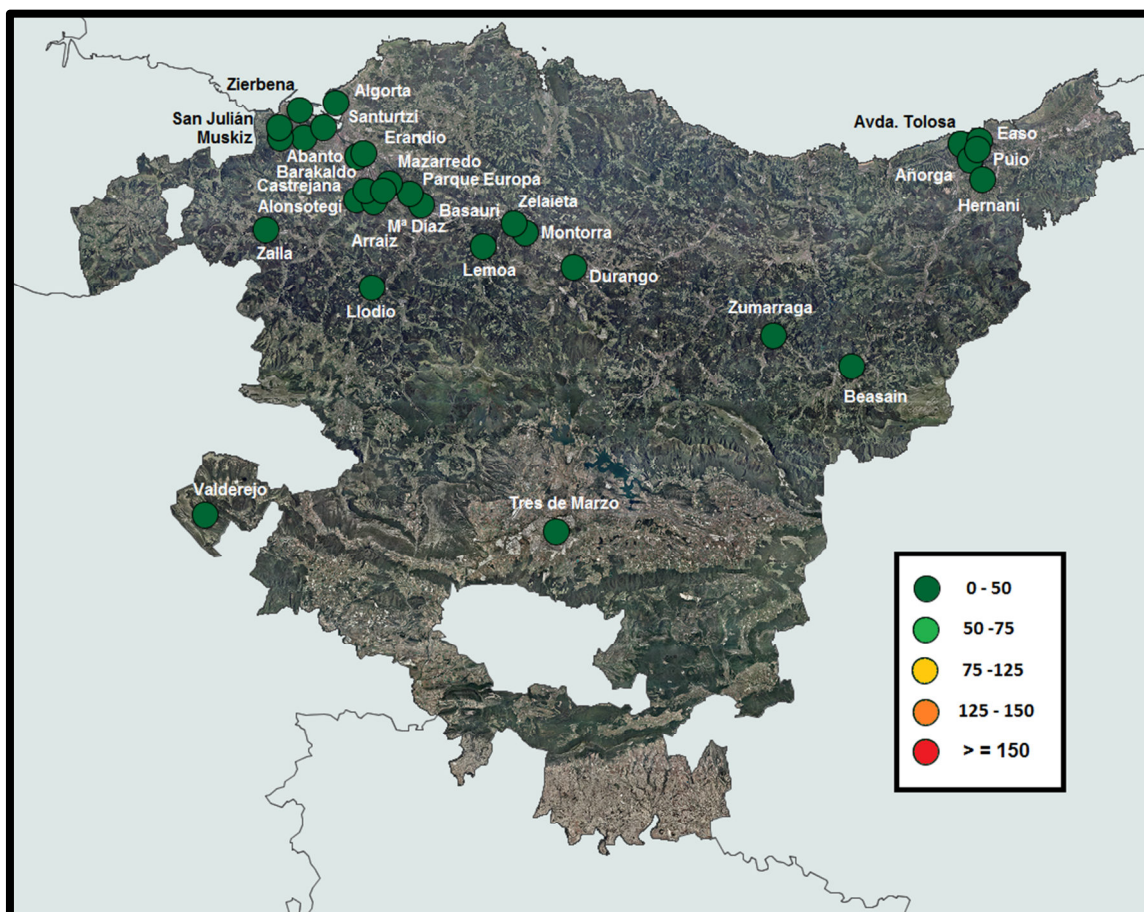 Zierbena
Algorta
San Julián
Muskiz
Santurtzi
Erandio
Abanto
Barakaldo
Mazarredo
Castrejana
Parque Europa
Alonsotegi
Mª Díaz
Basauri
Zelaieta
Arraiz
Montorra
Zalla
Lemoa
Durango
Llodio
Avda. Tolosa
Easo
Puio
Añorga
Hernani
Zumarraga
Beasain
Valderejo
Tres de Marzo
0 - 50
50 -75
75 -125
125 - 150
> = 150